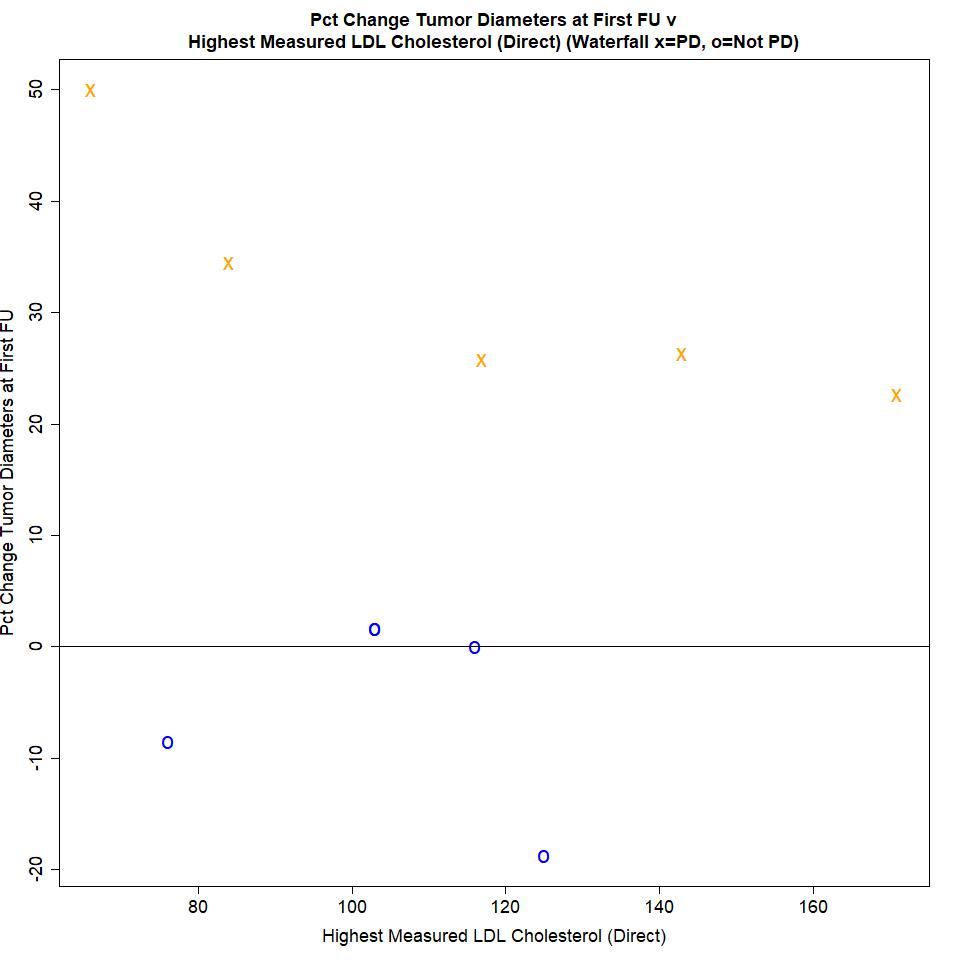 Pct Change Tumor Diameters at First FU v
Highest Measured LDL Cholesterol (Direct) (Waterfall x=PD, o=Not PD)
Pct Change Tumor Diameters at First FU
50
40
30
20
10
0
-10
-20
X
X
X
X
X
O
O
O
O
80
100
120
140
160
Highest Measured LDL Cholesterol (Direct)